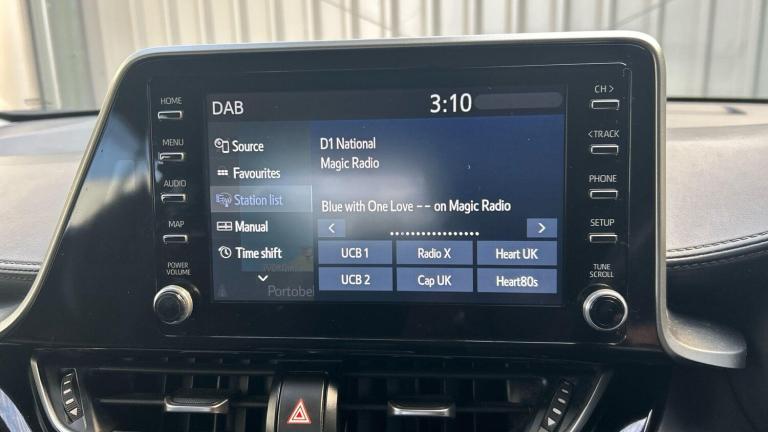 DAB
3:10
HOME
MENU
AUDIO
MAP
POWER
VOLUME
Source
Favourites
Station list
Manual
Time shift
D1 National
Magic Radio
Blue with One Love -- on Magic Radio
< >
UCB 1 Radio X Heart UK
UCB 2 Cap UK Heart80s
CH >
< TRACK
PHONE
SETUP
TUNE
SCROLL